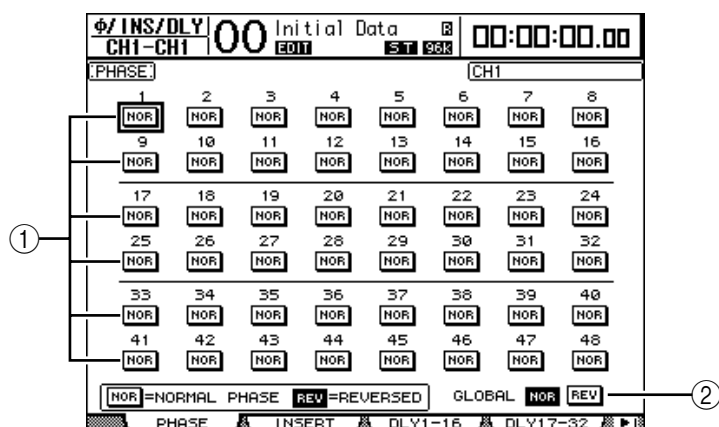 Φ/ INS/DLY 00 Initial Data R 00:00:00.00
CH1-CH1 EDIT ST 96K
PHASE CH1
1 2 3 4 5 6 7 8
NOR NOR NOR NOR NOR NOR NOR NOR
9 10 11 12 13 14 15 16
NOR NOR NOR NOR NOR NOR NOR NOR
17 18 19 20 21 22 23 24
NOR NOR NOR NOR NOR NOR NOR NOR
1
25 26 27 28 29 30 31 32
NOR NOR NOR NOR NOR NOR NOR NOR
33 34 35 36 37 38 39 40
NOR NOR NOR NOR NOR NOR NOR NOR
41 42 43 44 45 46 47 48
NOR NOR NOR NOR NOR NOR NOR NOR
NOR=NORMAL PHASE REV=REVERSED GLOBAL NOR REV 2
PHASE INSERT DLY1-16 DLY17-32